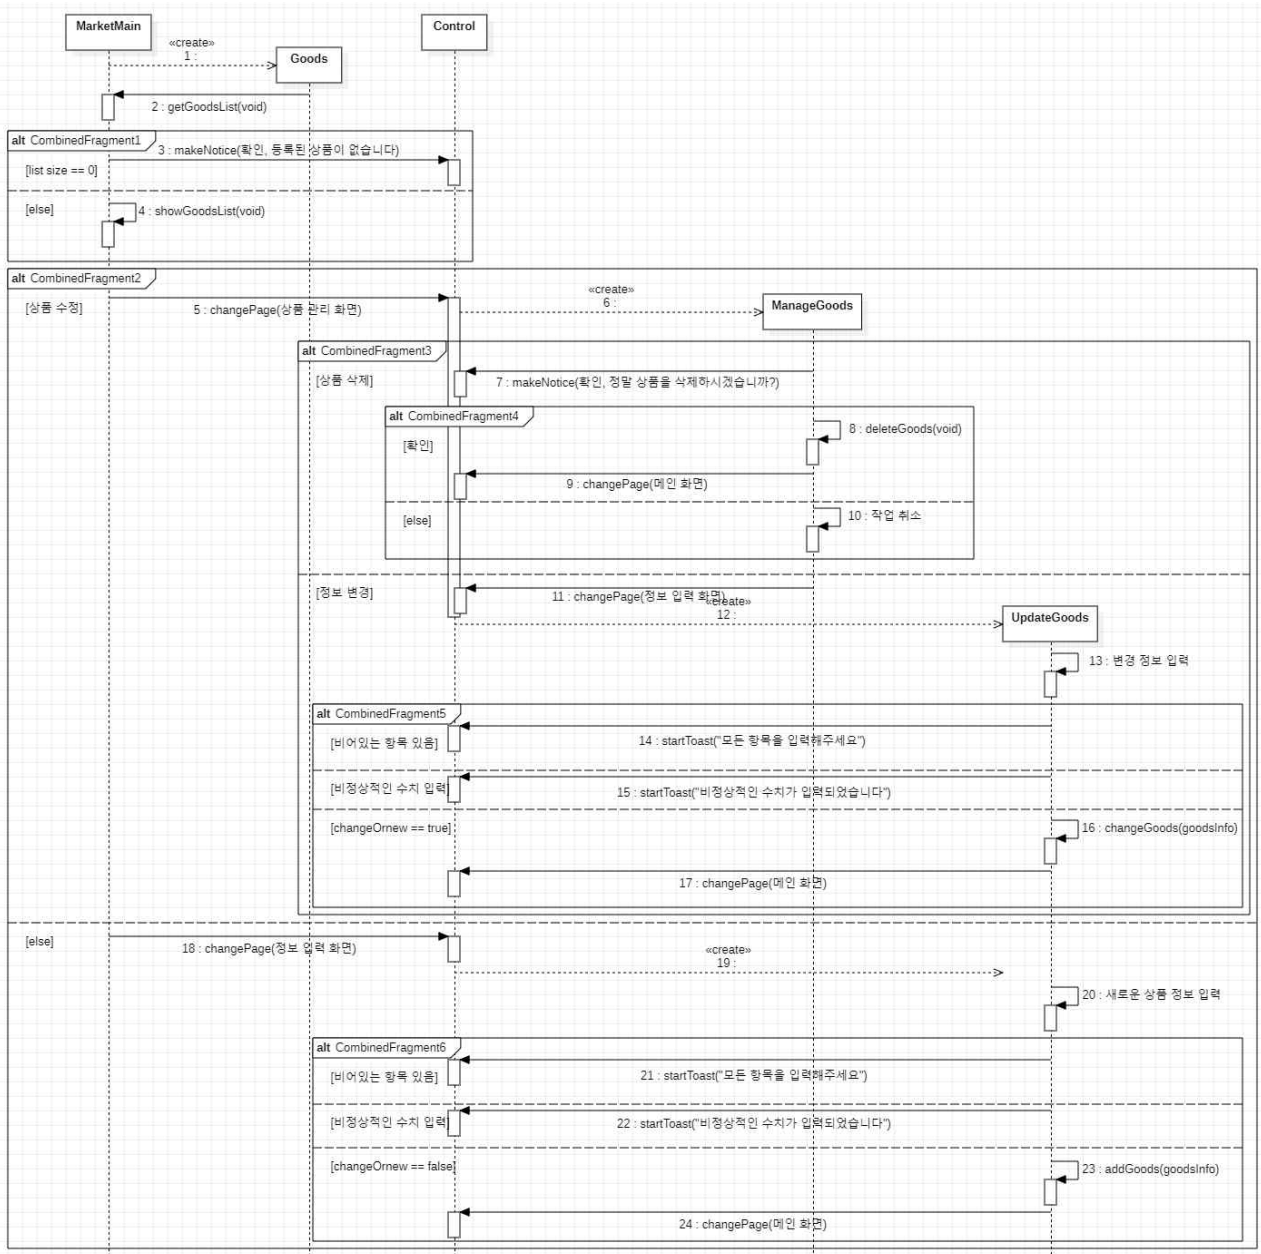 MarketMain
Control
«create»
1 :
Goods
2 : getGoodsList(void)
alt CombinedFragment1
3 : makeNotice(확인, 등록된 상품이 없습니다)
[list size == 0]
[else]
4 : showGoodsList(void)
alt CombinedFragment2
[상품 수정]
5 : changePage(상품 관리 화면)
«create»
6 :
ManageGoods
alt CombinedFragment3
[상품 삭제]
7 : makeNotice(확인, 정말 상품을 삭제하시겠습니까?)
alt CombinedFragment4
[확인]
8 : deleteGoods(void)
9 : changePage(메인 화면)
[else]
10 : 작업 취소
[정보 변경]
11 : changePage(정보 입력 화면)
«create»
12 :
UpdateGoods
13 : 변경 정보 입력
alt CombinedFragment5
[비어있는 항목 있음]
14 : startToast("모든 항목을 입력해주세요")
[비정상적인 수치 입력]
15 : startToast("비정상적인 수치가 입력되었습니다")
[changeOrnew == true]
16 : changeGoods(goodsInfo)
17 : changePage(메인 화면)
[else]
18 : changePage(정보 입력 화면)
«create»
19 :
20 : 새로운 상품 정보 입력
alt CombinedFragment6
[비어있는 항목 있음]
21 : startToast("모든 항목을 입력해주세요")
[비정상적인 수치 입력]
22 : startToast("비정상적인 수치가 입력되었습니다")
[changeOrnew == false]
23 : addGoods(goodsInfo)
24 : changePage(메인 화면)